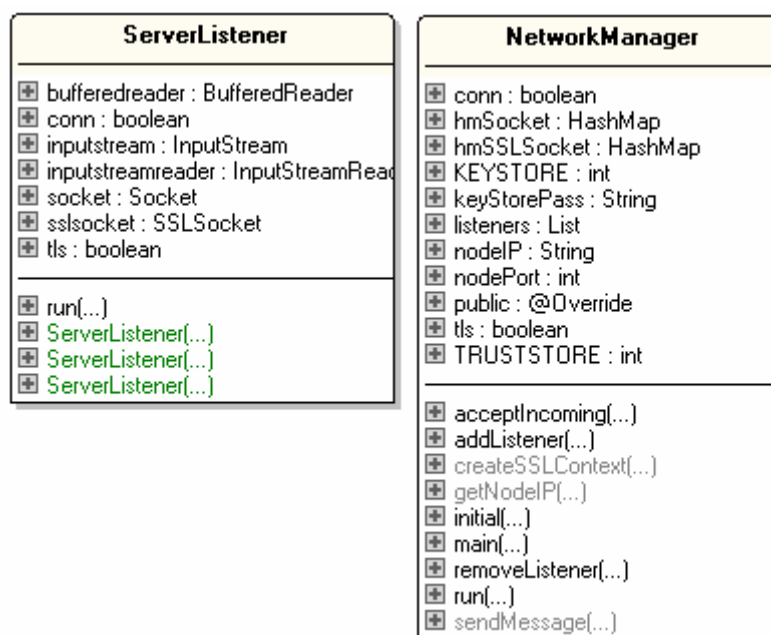 ServerListener
bufferedreader : BufferedReader
conn : boolean
inputstream : InputStream
inputstreamreader : InputStreamReac
socket : Socket
sslsocket : SSLSocket
tls : boolean
run(...)
ServerListener(...)
ServerListener(...)
ServerListener(...)
NetworkManager
conn : boolean
hmSocket : HashMap
hmSSLSocket : HashMap
KEYSTORE : int
keyStorePass : String
listeners : List
nodeIP : String
nodePort : int
public : @Override
tls : boolean
TRUSTSTORE : int
acceptIncoming(...)
addListener(...)
createSSLContext(...)
getNodeIP(...)
initial(...)
main(...)
removeListener(...)
run(...)
sendMessage(...)